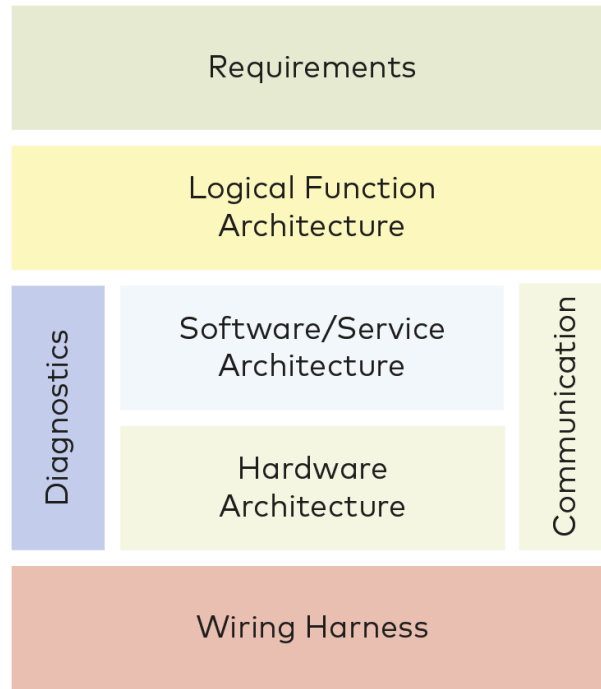 Requirements
Logical Function
Architecture
Diagnostics
Software/Service
Architecture
Hardware
Architecture
Communication
Wiring Harness